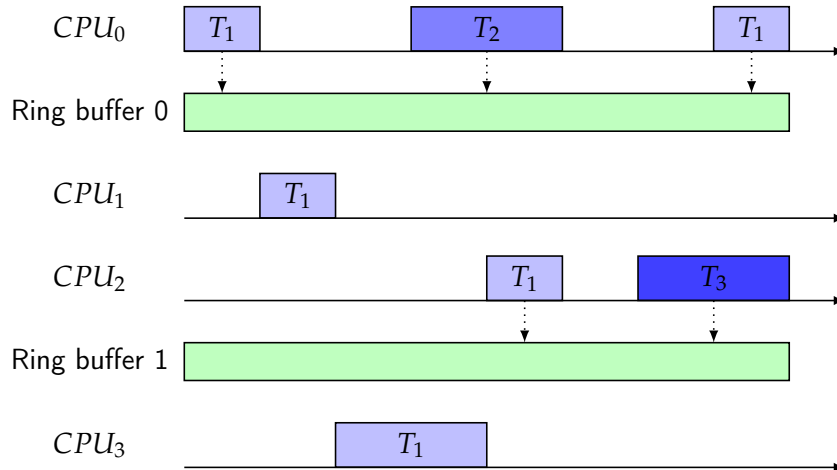 CPU₀ T₁ T₂ T₁
Ring buffer 0
CPU₁ T₁
CPU₂ T₁ T₃
Ring buffer 1
CPU₃ T₁